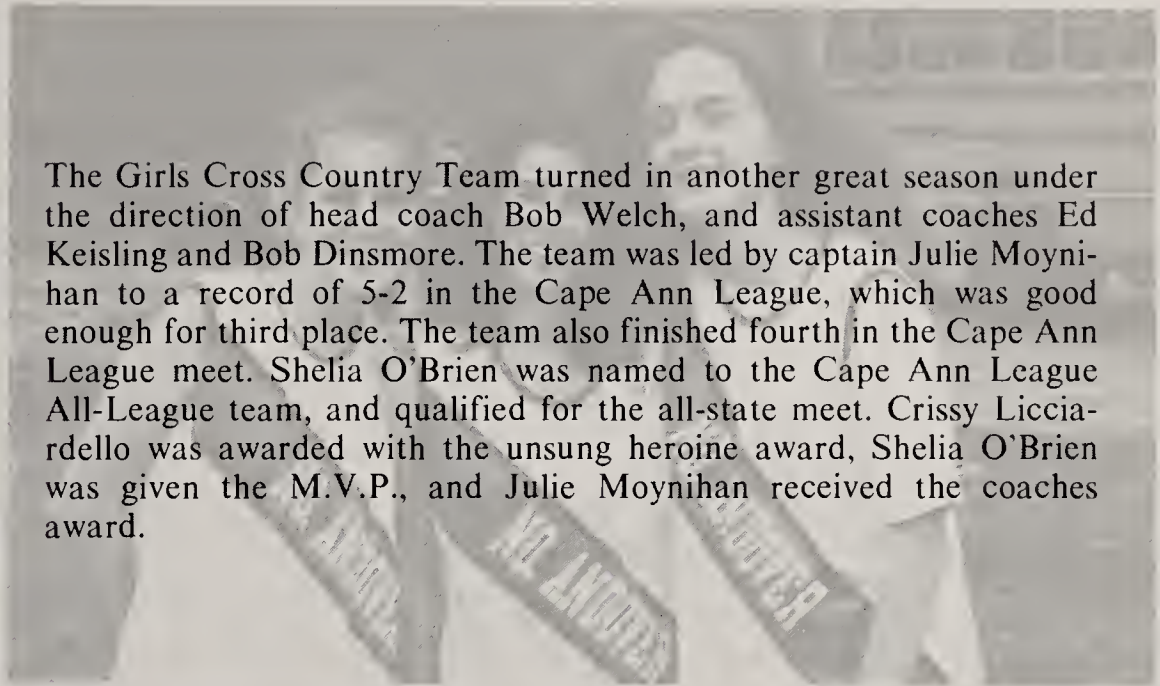 The Girls Cross Country Team turned in another great season under
the direction of head coach Bob Welch, and assistant coaches Ed
Keisling and Bob Dinsmore. The team was led by captain Julie Moyni-
han to a record of 5-2 in the Cape Ann League, which was good
enough for third place. The team also finished fourth in the Cape Ann
League meet. Shelia O'Brien was named to the Cape Ann League
All-League team, and qualified for the all-state meet. Crissy Liccia-
rdello was awarded with the unsung heroine award, Shelia O'Brien
was given the M.V.P., and Julie Moynihan received the coaches
award.